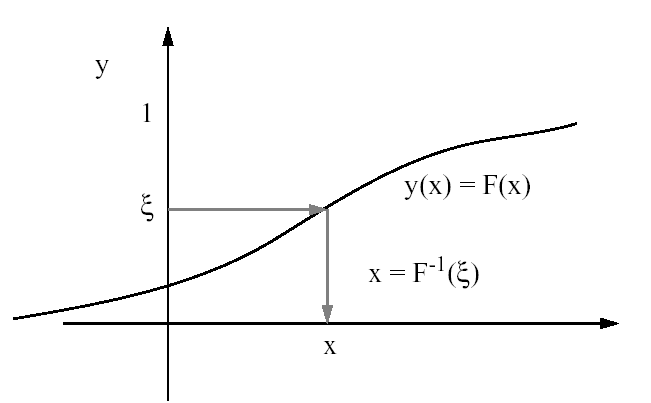 y
1
y(x) = F(x)
ξ
x = F⁻¹(ξ)
x